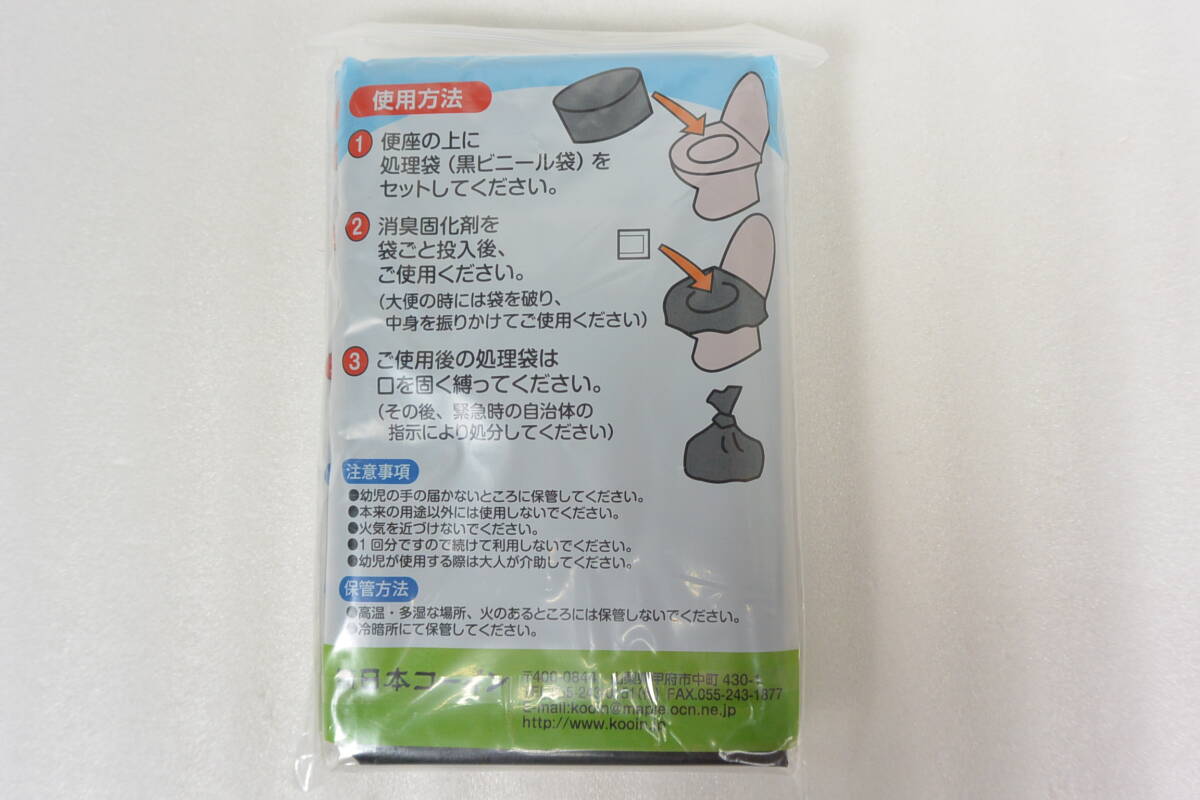 使用方法
1 便座の上に
処理袋（黒ビニール袋）を
セットしてください。
2 消臭固化剤を
袋ごと投入後、
ご使用ください。
（大便の時には袋を破り、
中身を振りかけてご使用ください）
3 ご使用後の処理袋は
口を固く縛ってください。
（その後、緊急時の自治体の
指示により処分してください）
注意事項
●幼児の手の届かないところに保管してください。
●本来の用途以外には使用しないでください。
●火気を近づけないでください。
●1回分ですので続けて利用しないでください。
●幼児が使用する際は大人が介助してください。
保管方法
●高温・多湿な場所、火のあるところには保管しないでください。
●冷暗所にて保管してください。
日本コーイン
〒400-0844 甲府市中町
FAX.055-243-1877
E-mail:kooin@maple.ocn.ne.jp
http://www.kooin.jp